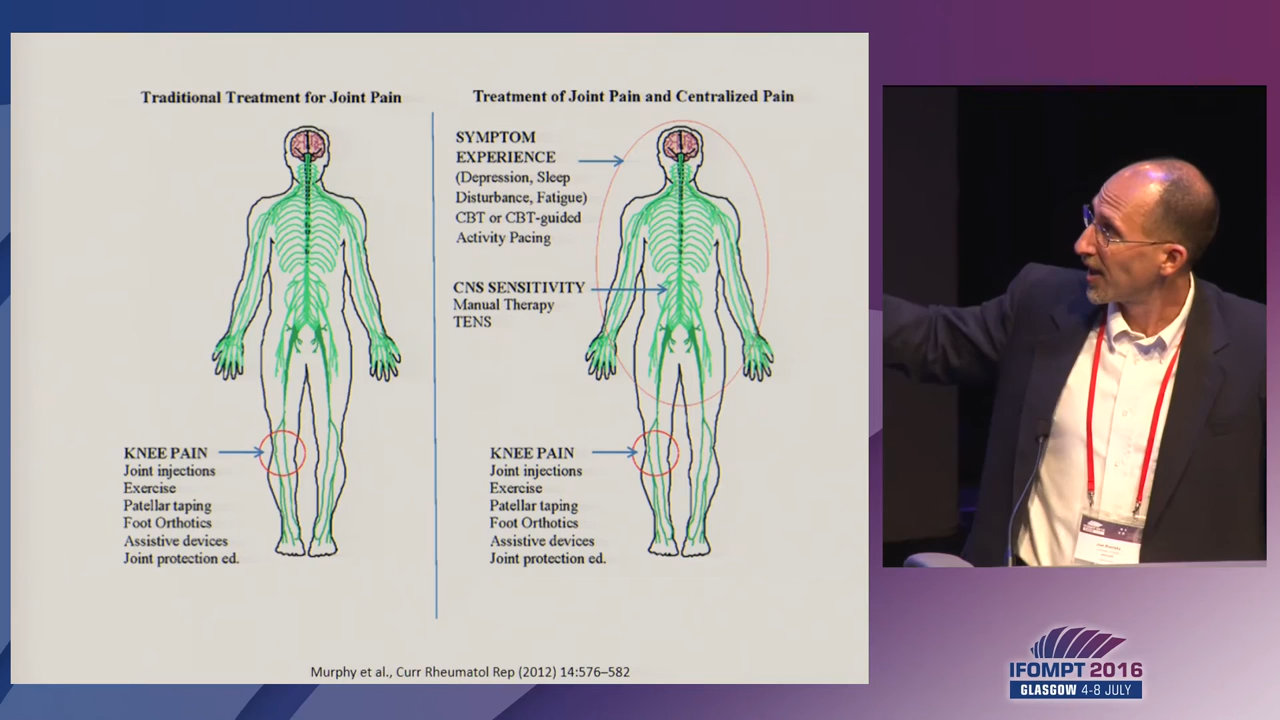 Traditional Treatment for Joint Pain
KNEE PAIN
Joint injections
Exercise
Patellar taping
Foot Orthotics
Assistive devices
Joint protection ed.
Treatment of Joint Pain and Centralized Pain
SYMPTOM
EXPERIENCE
(Depression, Sleep
Disturbance, Fatigue)
CBT or CBT-guided
Activity Pacing
CNS SENSITIVITY
Manual Therapy
TENS
KNEE PAIN
Joint injections
Exercise
Patellar taping
Foot Orthotics
Assistive devices
Joint protection ed.
Murphy et al., Curr Rheumatol Rep (2012) 14:576–582
IFOMPT 2016
GLASGOW 4-8 JULY